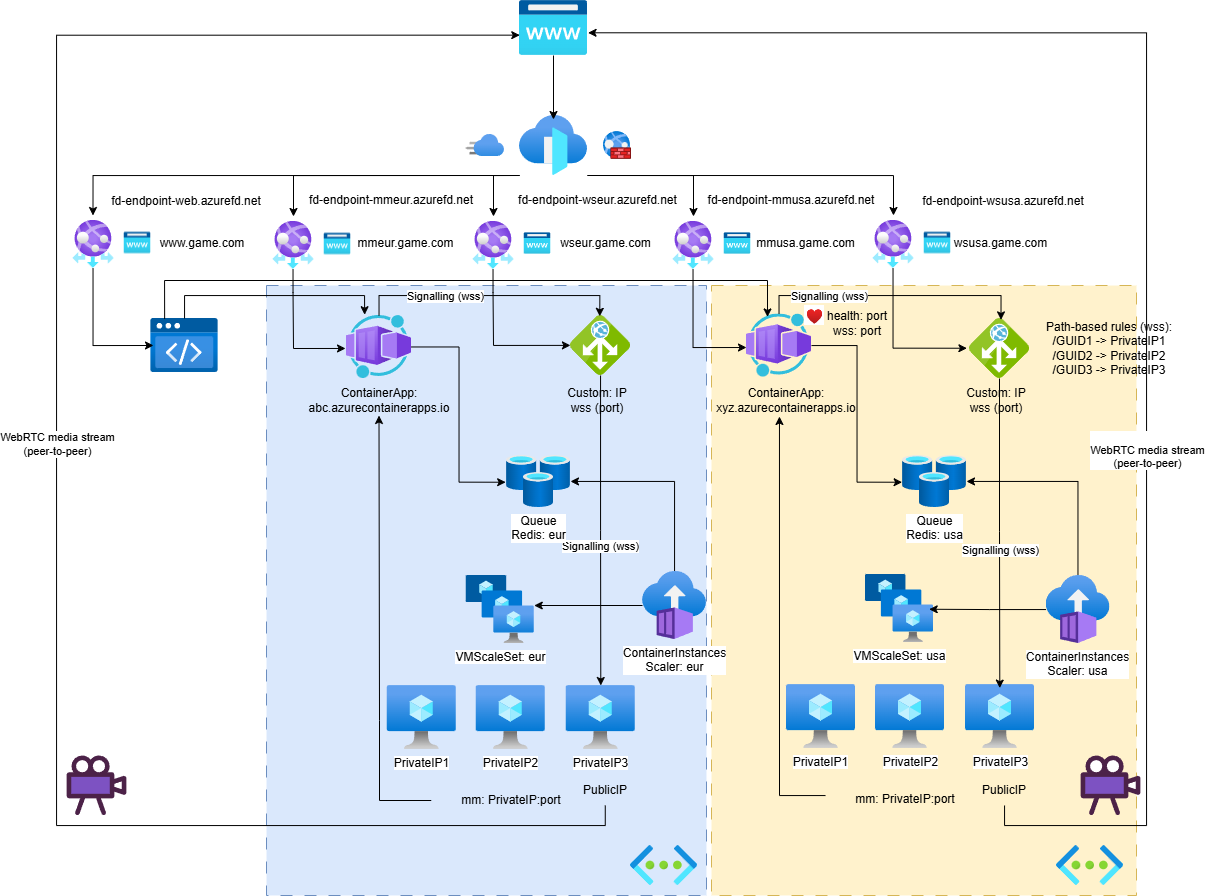 WWW
fd-endpoint-web.azurefd.net
fd-endpoint-mmeur.azurefd.net
fd-endpoint-wseur.azurefd.net
fd-endpoint-mmusa.azurefd.net
fd-endpoint-wsusa.azurefd.net
www
www.game.com
www
mmeur.game.com
www
wseur.game.com
www
mmusa.game.com
www
wsusa.game.com
Signalling (wss)
Signalling (wss)
health: port
wss: port
Path-based rules (wss):
/GUID1 -> PrivateIP1
/GUID2 -> PrivateIP2
/GUID3 -> PrivateIP3
</>
ContainerApp:
abc.azurecontainerapps.io
Custom: IP
wss (port)
ContainerApp:
xyz.azurecontainerapps.io
Custom: IP
wss (port)
WebRTC media stream
(peer-to-peer)
WebRTC media stream
(peer-to-peer)
Queue
Redis: eur
Signalling (wss)
Queue
Redis: usa
Signalling (wss)
VMScaleSet: eur
ContainerInstances
Scaler: eur
VMScaleSet: usa
ContainerInstances
Scaler: usa
PrivateIP1
PrivateIP2
PrivateIP3
PrivateIP1
PrivateIP2
PrivateIP3
mm: PrivateIP:port
PublicIP
mm: PrivateIP:port
PublicIP